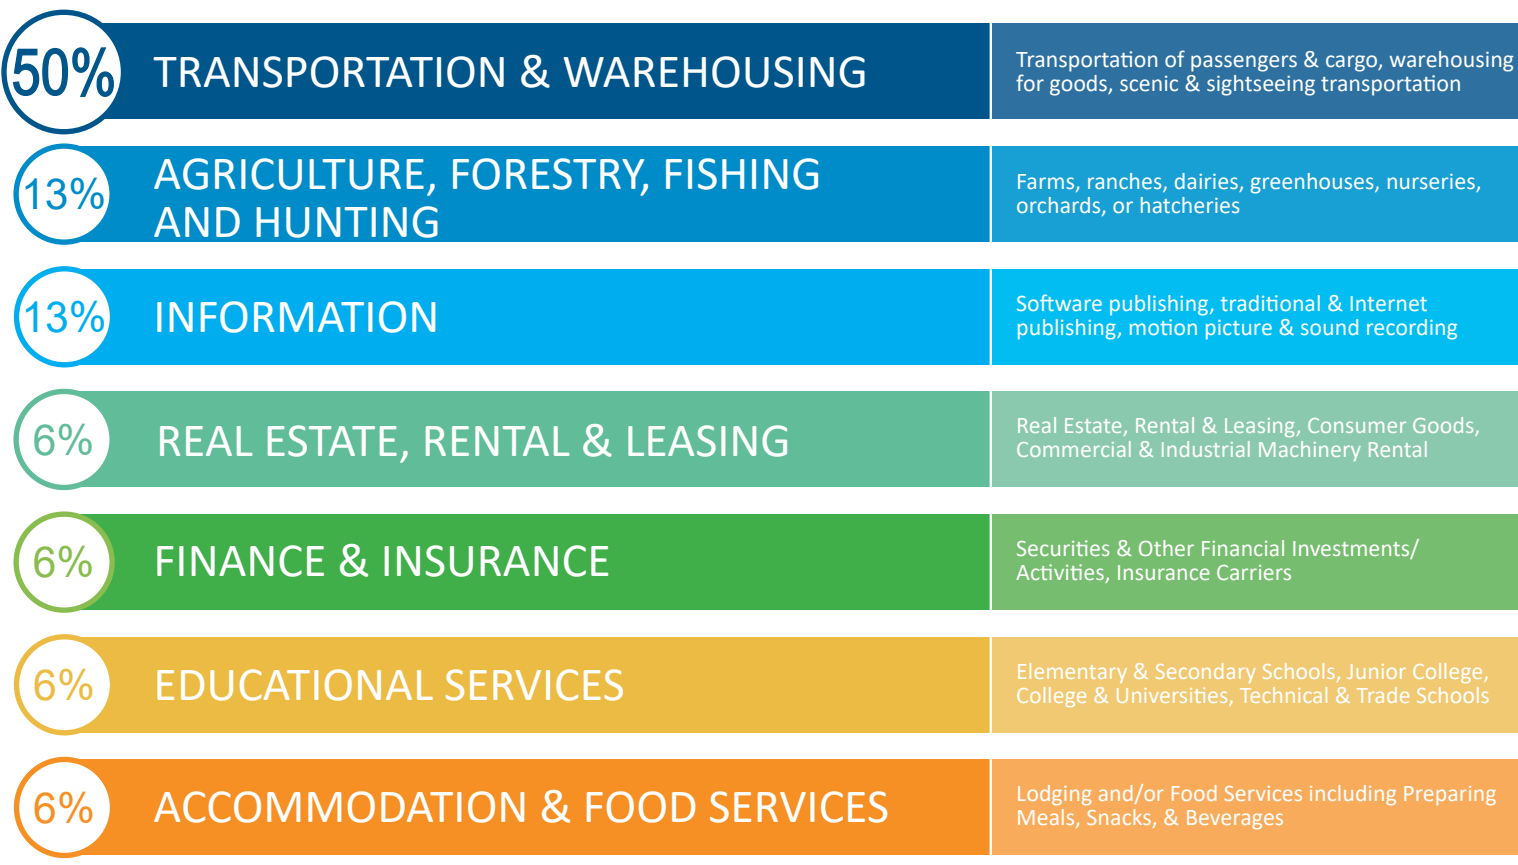 50%
TRANSPORTATION & WAREHOUSING
Transportation of passengers & cargo, warehousing
for goods, scenic & sightseeing transportation
13%
AGRICULTURE, FORESTRY, FISHING
AND HUNTING
Farms, ranches, dairies, greenhouses, nurseries,
orchards, or hatcheries
13%
INFORMATION
Software publishing, traditional & Internet
publishing, motion picture & sound recording
6%
REAL ESTATE, RENTAL & LEASING
Real Estate, Rental & Leasing, Consumer Goods,
Commercial & Industrial Machinery Rental
6%
FINANCE & INSURANCE
Securities & Other Financial Investments/
Activities, Insurance Carriers
6%
EDUCATIONAL SERVICES
Elementary & Secondary Schools, Junior College,
College & Universities, Technical & Trade Schools
6%
ACCOMMODATION & FOOD SERVICES
Lodging and/or Food Services including Preparing
Meals, Snacks, & Beverages